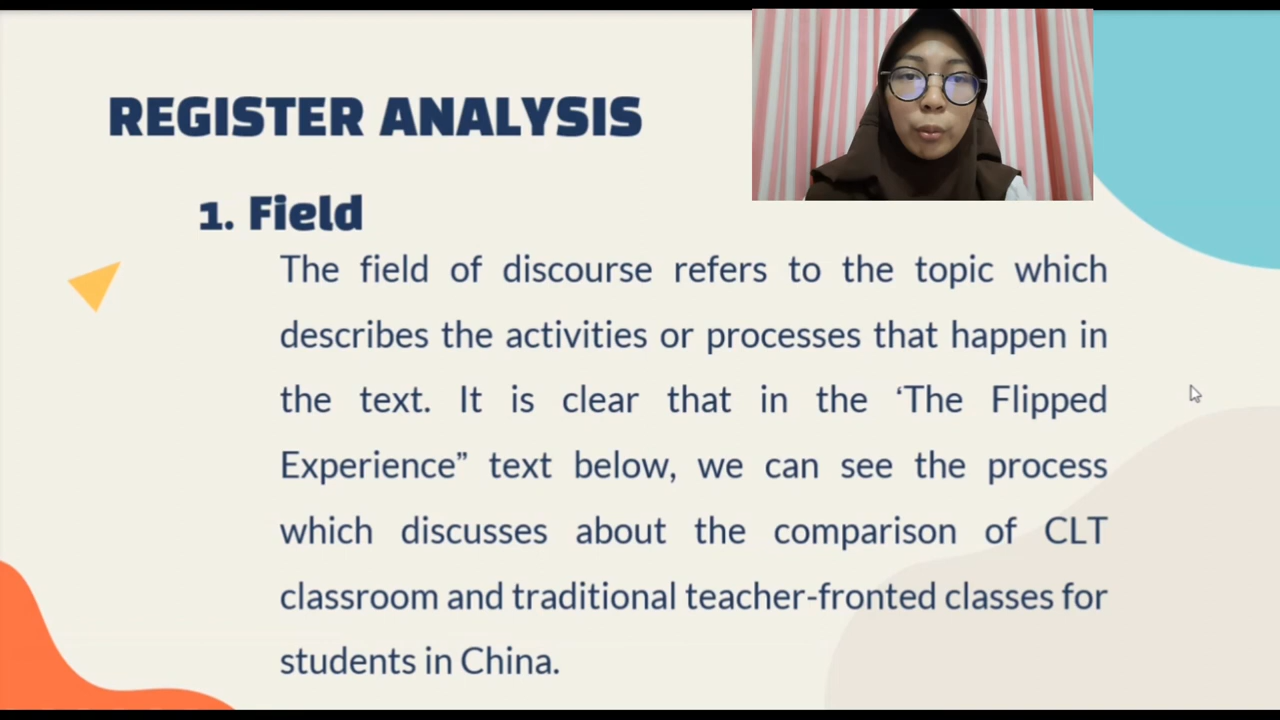 REGISTER ANALYSIS
1. Field
The field of discourse refers to the topic which
describes the activities or processes that happen in
the text. It is clear that in the ‘The Flipped
Experience” text below, we can see the process
which discusses about the comparison of CLT
classroom and traditional teacher-fronted classes for
students in China.